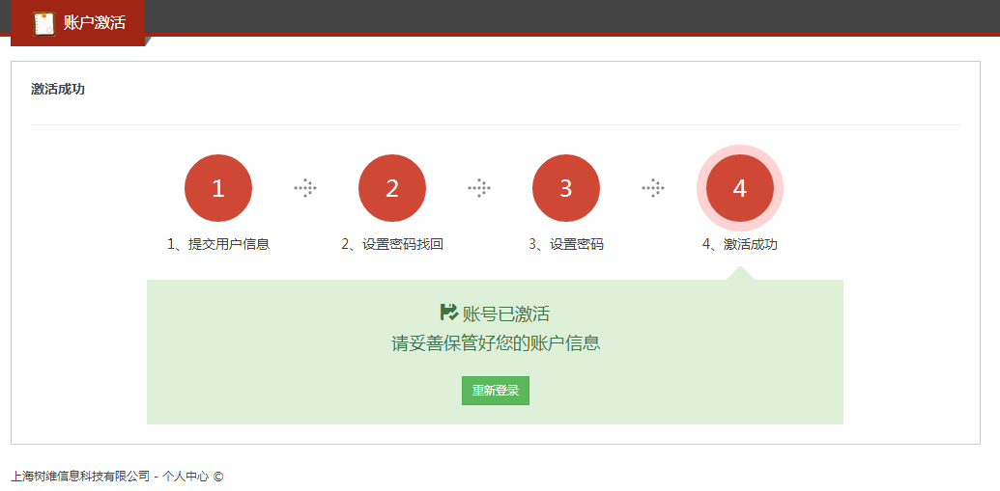 账户激活
激活成功
1
2
3
4
1、提交用户信息
2、设置密码找回
3、设置密码
4、激活成功
账号已激活
请妥善保管好您的账户信息
重新登录
上海树维信息科技有限公司 - 个人中心 ©